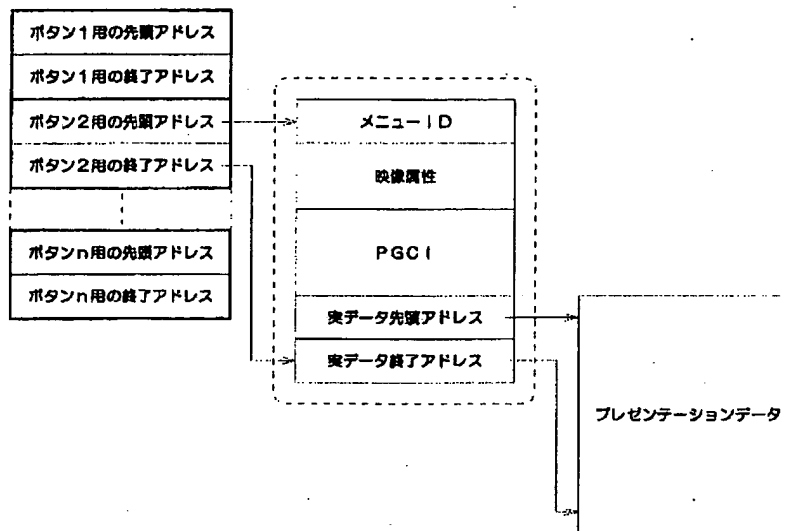 ボタン1用の先頭アドレス
ボタン1用の終了アドレス
ボタン2用の先頭アドレス
ボタン2用の終了アドレス
ボタンn用の先頭アドレス
ボタンn用の終了アドレス
メニューID
映像属性
PGCI
実データ先頭アドレス
実データ終了アドレス
プレゼンテーションデータ